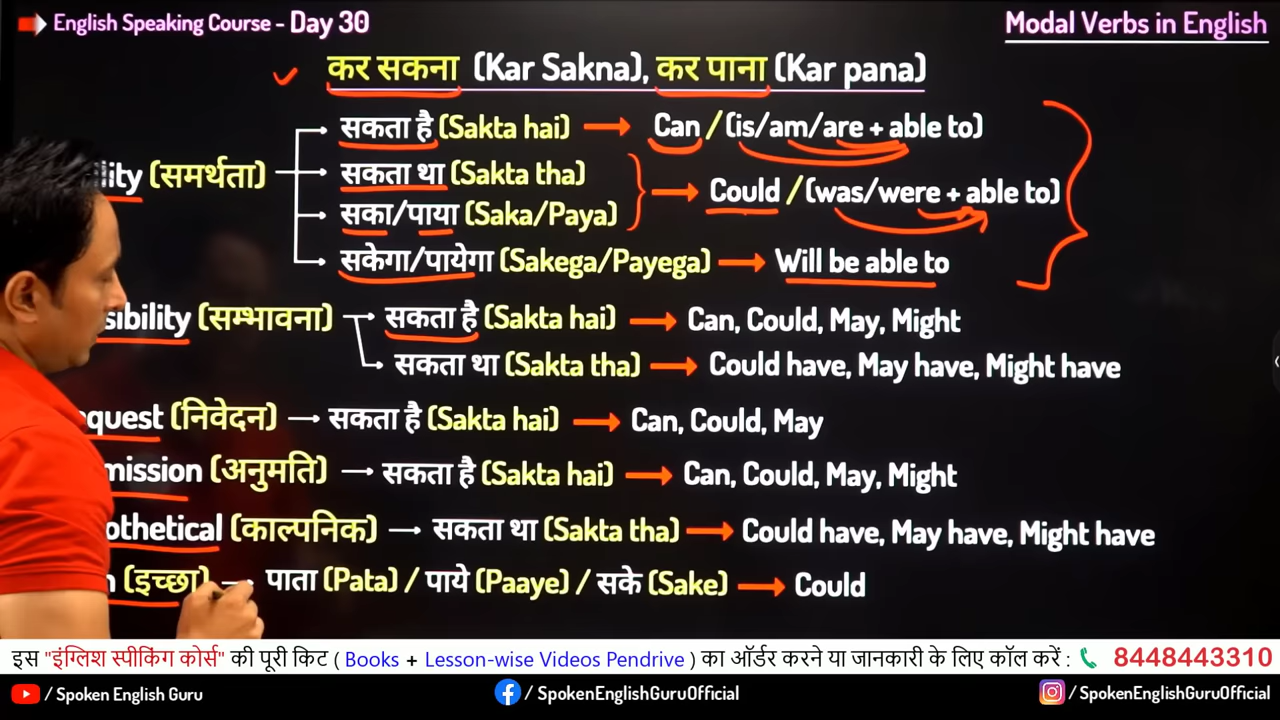 English Speaking Course - Day 30
Modal Verbs in English
कर सकना (Kar Sakna), कर पाना (Kar pana)
सकता है (Sakta hai) → Can / (is/am/are + able to)
lity (समर्थता)
सकता था (Sakta tha)
सका/पाया (Saka/Paya)
→ Could / (was/were + able to)
सकेगा/पायेगा (Sakega/Payega) → Will be able to
sibility (सम्भावना) → सकता है (Sakta hai) → Can, Could, May, Might
सकता था (Sakta tha) → Could have, May have, Might have
quest (निवेदन) → सकता है (Sakta hai) → Can, Could, May
mission (अनुमति) → सकता है (Sakta hai) → Can, Could, May, Might
othetical (काल्पनिक) → सकता था (Sakta tha) → Could have, May have, Might have
(इच्छा) → पाता (Pata) / पाये (Paaye) / सके (Sake) → Could
इस "इंग्लिश स्पीकिंग कोर्स" की पूरी किट ( Books + Lesson-wise Videos Pendrive ) का ऑर्डर करने या जानकारी के लिए कॉल करें : 8448443310
/ Spoken English Guru
/ SpokenEnglishGuruOfficial
/ SpokenEnglishGuruOfficial